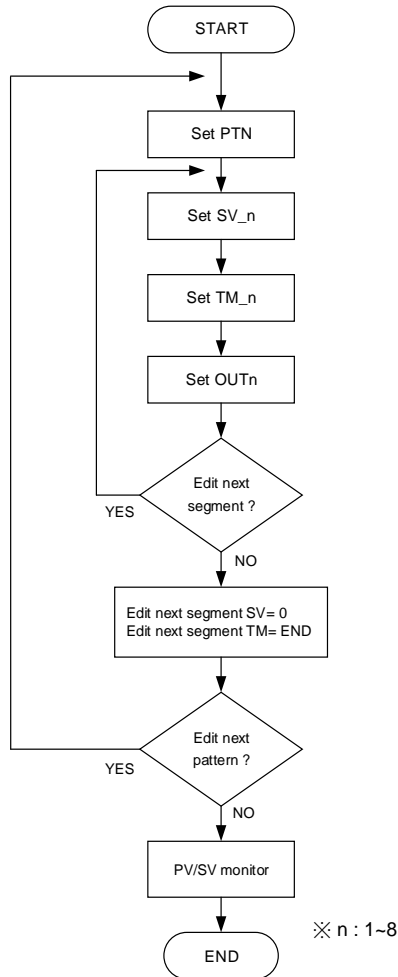 START
Set PTN
Set SV_n
Set TM_n
Set OUTn
Edit next
segment ?
YES
NO
Edit next segment SV= 0
Edit next segment TM= END
Edit next
pattern ?
YES
NO
PV/SV monitor
※ n : 1~8
END